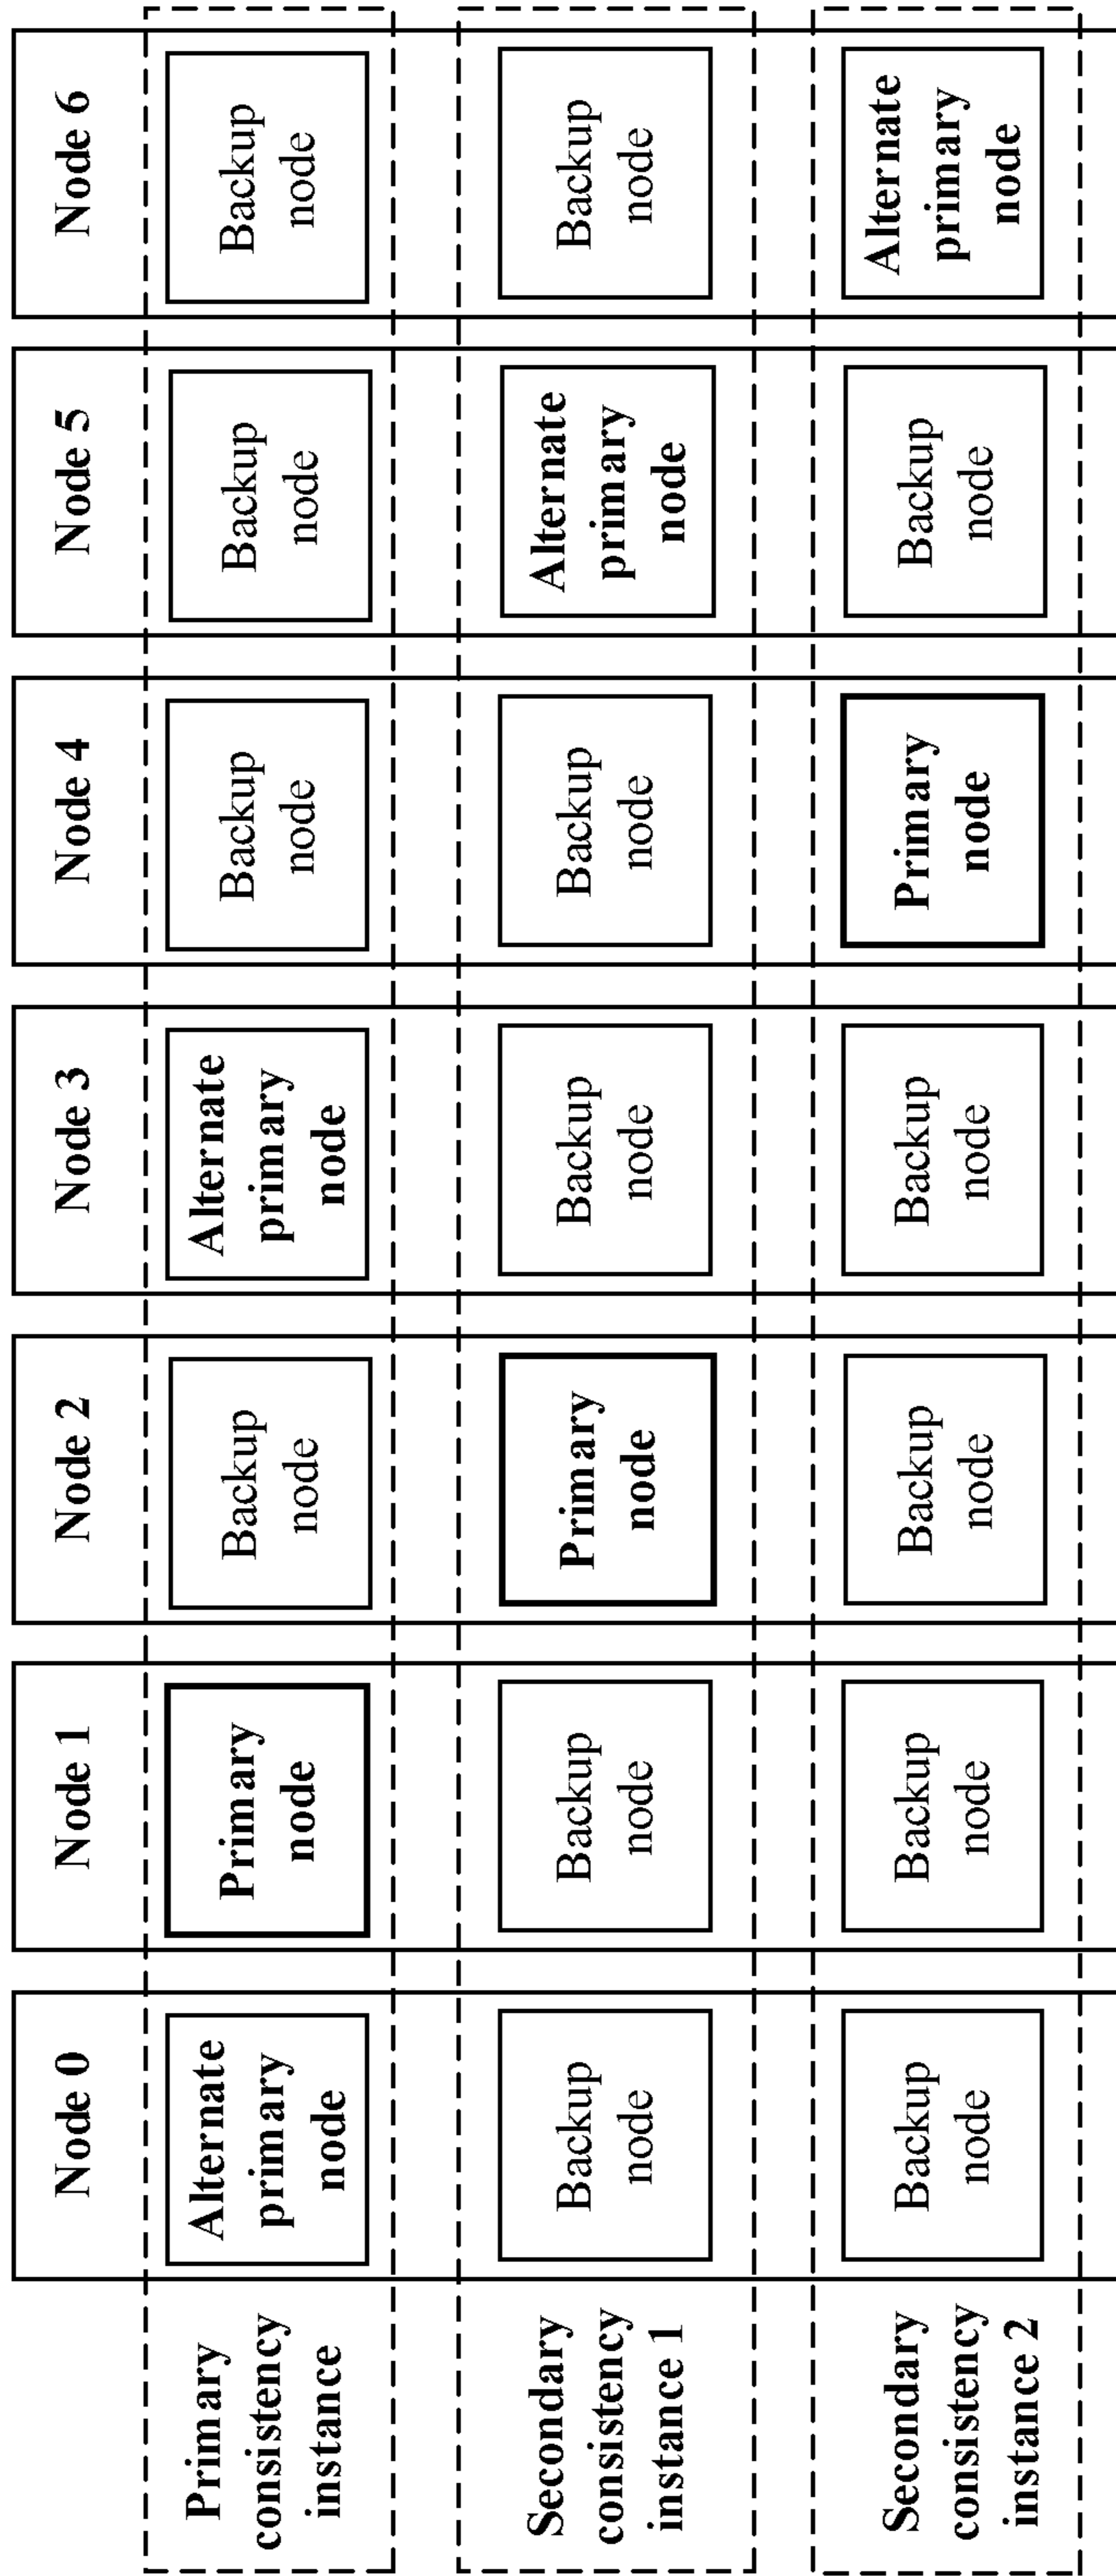 Node 0
Node 1
Node 2
Node 3
Node 4
Node 5
Node 6
Primary
consistency
instance
Alternate
primary
node
Primary
node
Backup
node
Alternate
primary
node
Backup
node
Backup
node
Backup
node
Secondary
consistency
instance 1
Backup
node
Backup
node
Primary
node
Backup
node
Backup
node
Alternate
primary
node
Backup
node
Secondary
consistency
instance 2
Backup
node
Backup
node
Backup
node
Backup
node
Primary
node
Backup
node
Alternate
primary
node